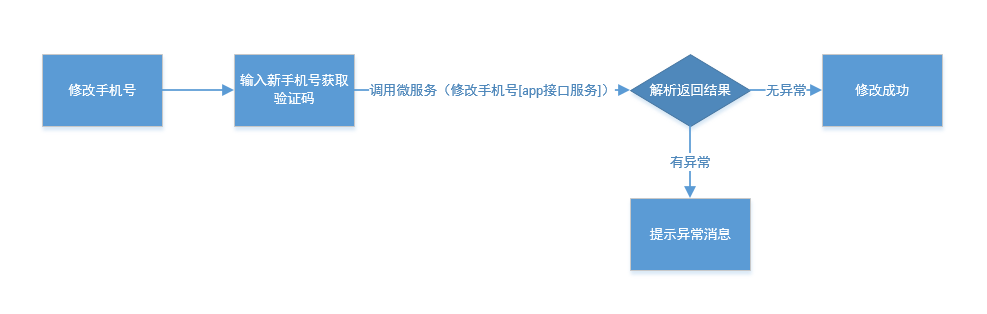 修改手机号
输入新手机号获取
验证码
调用微服务（修改手机号[app接口服务]）
解析返回结果
无异常
修改成功
有异常
提示异常消息